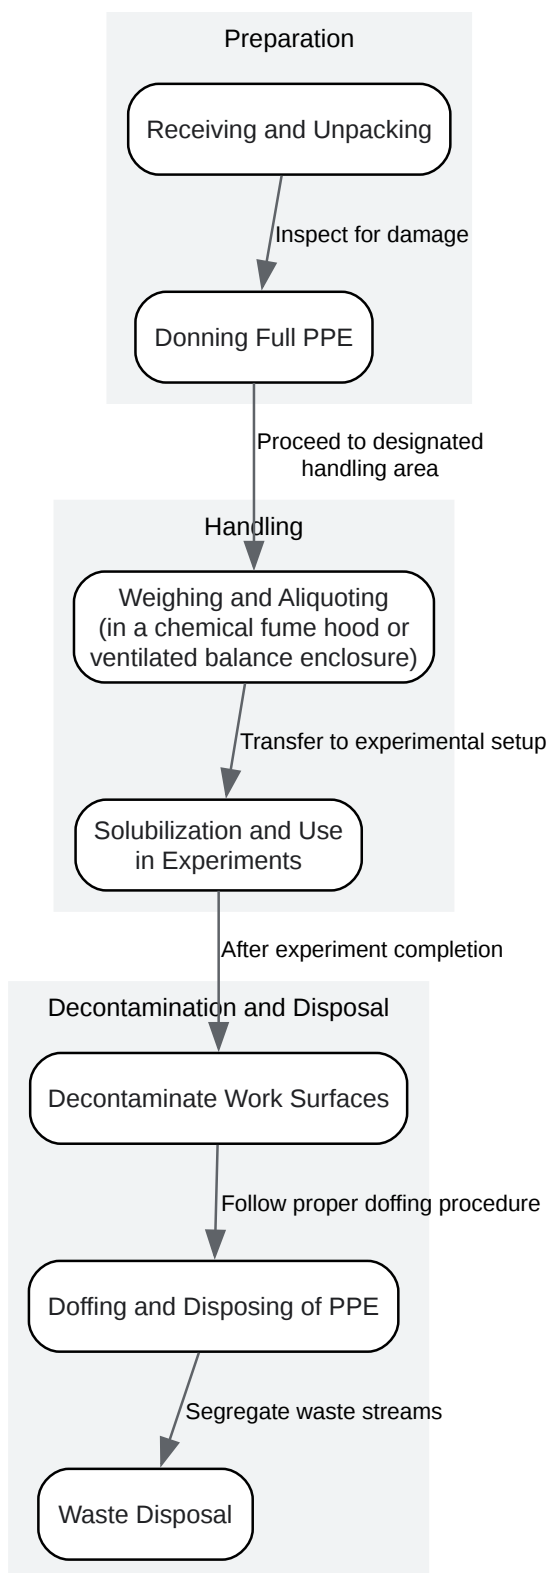 Preparation
Receiving and Unpacking
Inspect for damage
Donning Full PPE
Proceed to designated
handling area
Handling
Weighing and Aliquoting
(in a chemical fume hood or
ventilated balance enclosure)
Transfer to experimental setup
Solubilization and Use
in Experiments
After experiment completion
Decontamination and Disposal
Decontaminate Work Surfaces
Follow proper doffing procedure
Doffing and Disposing of PPE
Segregate waste streams
Waste Disposal